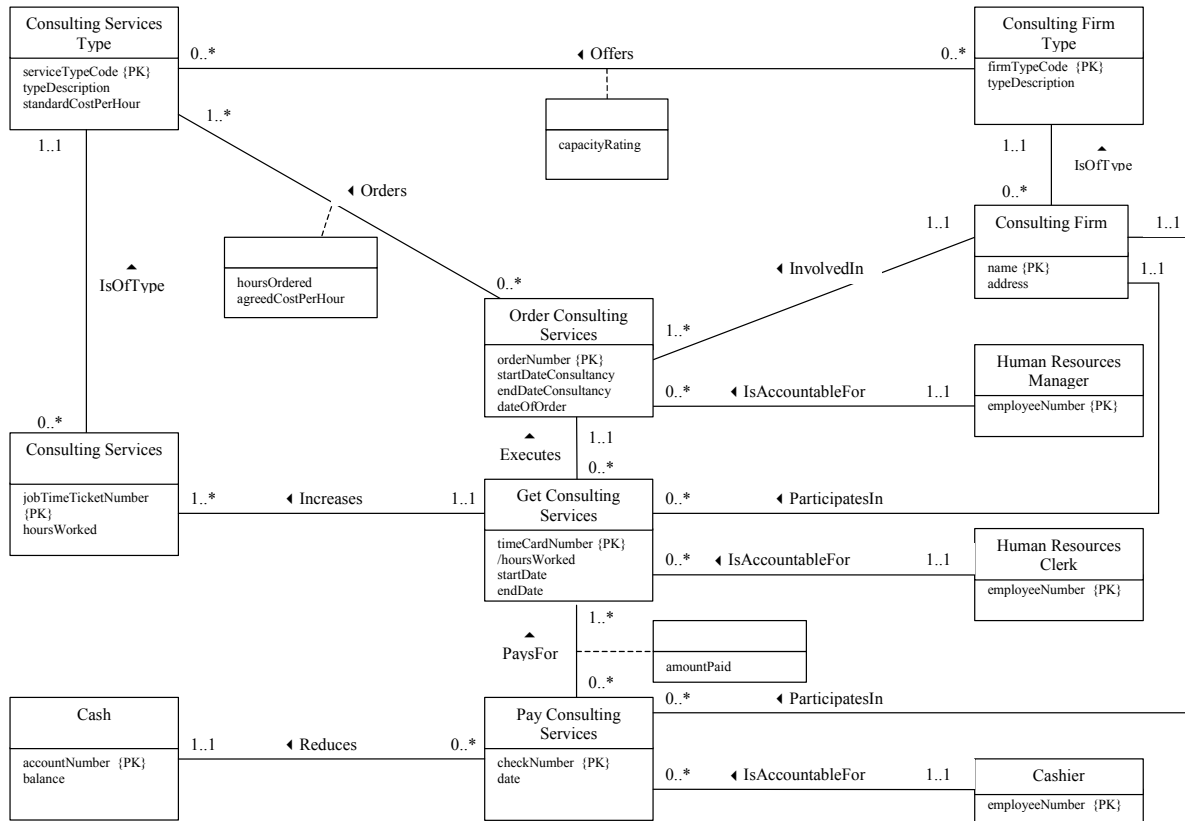 Consulting Services
Type
serviceTypeCode {PK}
typeDescription
standardCostPerHour
0..*
◄ Offers
0..*
Consulting Firm
Type
firmTypeCode {PK}
typeDescription
capacityRating
1..*
1..1
1..1
▲
IsOfType
0..*
◄ Orders
hoursOrdered
agreedCostPerHour
▲
IsOfType
Consulting Firm
name {PK}
address
1..1
1..1
1..1
◄ InvolvedIn
0..*
1..*
Order Consulting
Services
orderNumber {PK}
startDateConsultancy
endDateConsultancy
dateOfOrder
0..*
◄ IsAccountableFor
1..1
Human Resources
Manager
employeeNumber {PK}
0..*
Consulting Services
jobTimeTicketNumber
{PK}
hoursWorked
▲
Executes
1..1
0..*
1..*
◄ Increases
1..1
Get Consulting
Services
timeCardNumber {PK}
/hoursWorked
startDate
endDate
0..*
◄ ParticipatesIn
0..*
◄ IsAccountableFor
1..1
Human Resources
Clerk
employeeNumber {PK}
1..*
▲
PaysFor
amountPaid
0..*
Cash
accountNumber {PK}
balance
1..1
◄ Reduces
0..*
Pay Consulting
Services
checkNumber {PK}
date
0..*
◄ ParticipatesIn
0..*
◄ IsAccountableFor
1..1
Cashier
employeeNumber {PK}